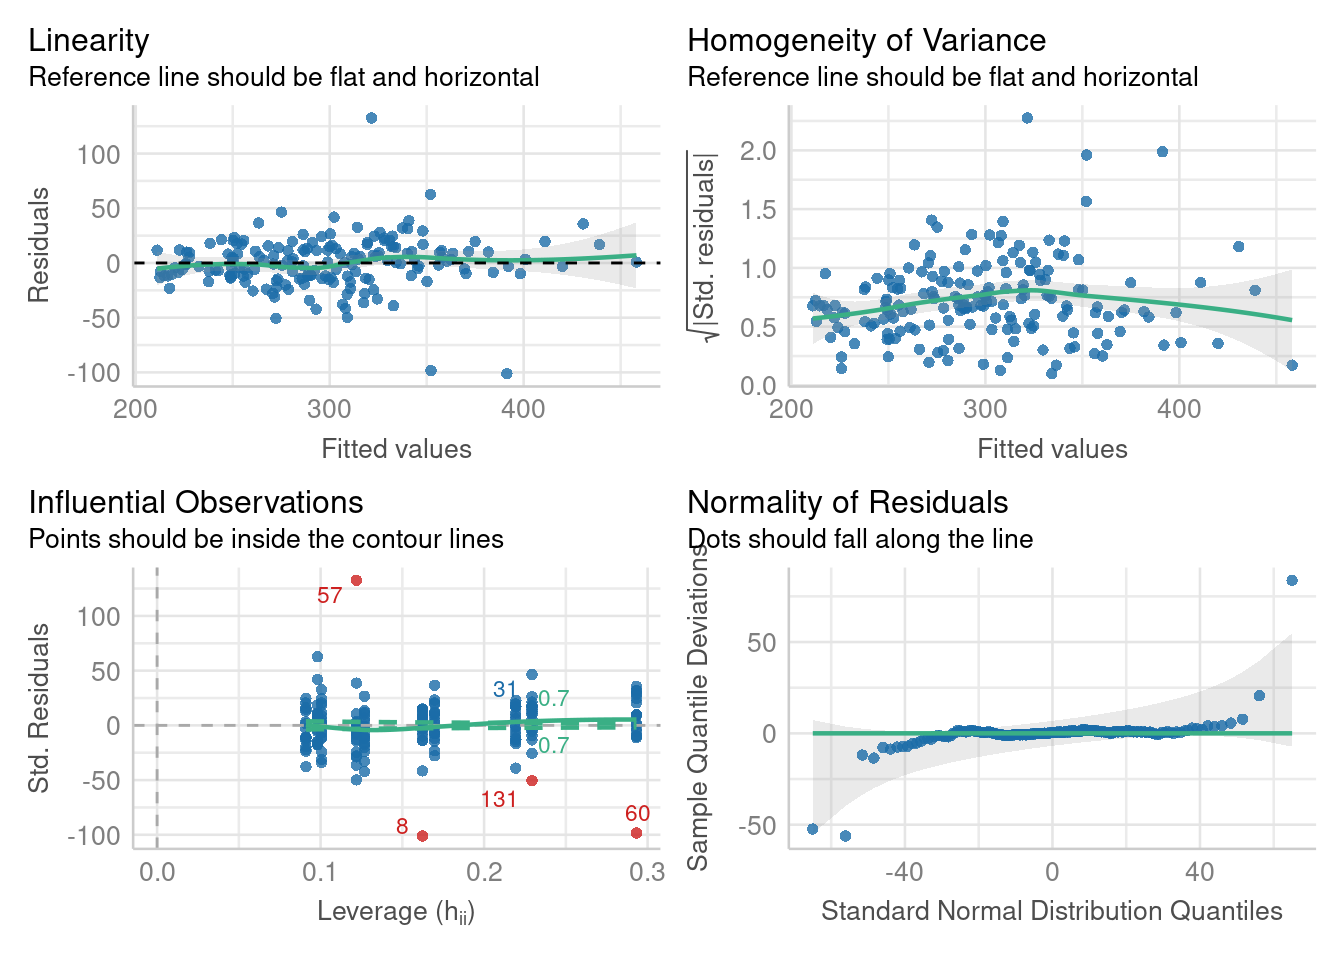 Linearity
Reference line should be flat and horizontal
Residuals
100
50
0
-50
-100
200
300
400
Fitted values
Homogeneity of Variance
Reference line should be flat and horizontal
√|Std. residuals|
2.0
1.5
1.0
0.5
0.0
200
300
400
Fitted values
Influential Observations
Points should be inside the contour lines
Std. Residuals
100
50
0
-50
-100
57
31
0.7
0.7
131
8
60
0.0
0.1
0.2
0.3
Leverage (hii)
Normality of Residuals
Dots should fall along the line
Sample Quantile Deviations
50
0
-50
-40
0
40
Standard Normal Distribution Quantiles